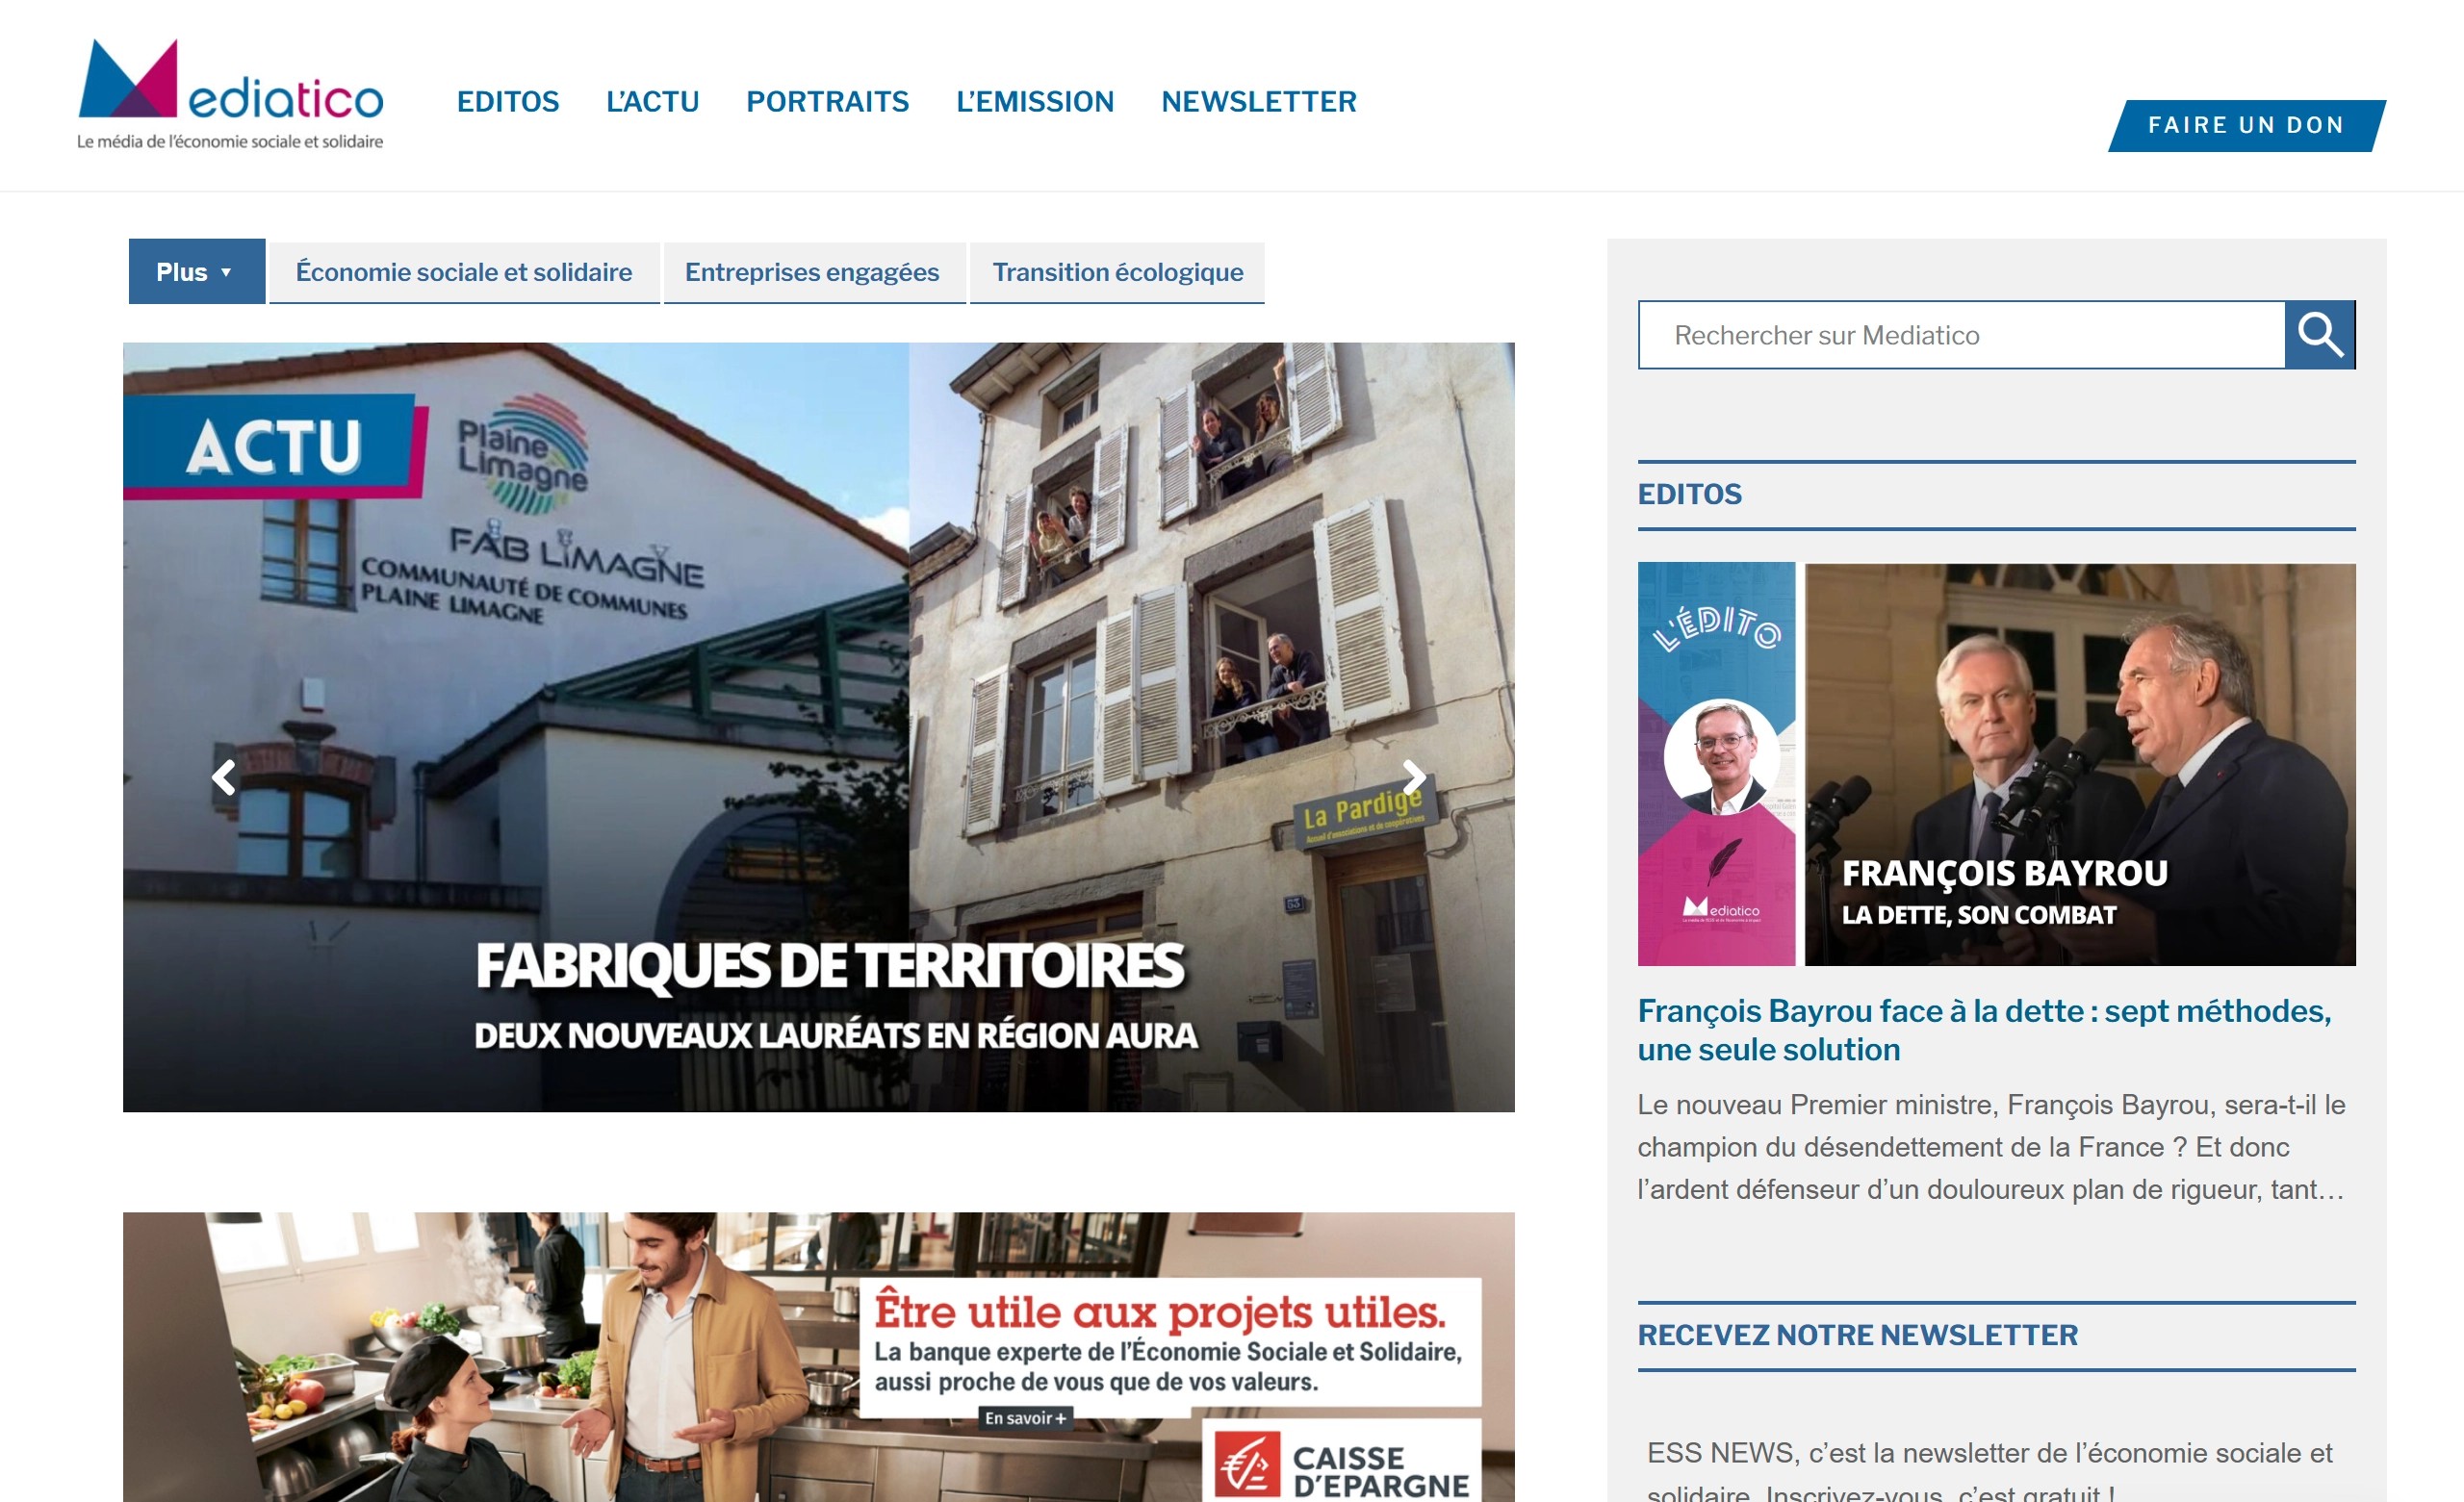 Mediatico
Le média de l'économie sociale et solidaire
EDITOS
L'ACTU
PORTRAITS
L'EMISSION
NEWSLETTER
FAIRE UN DON
Plus ▼
Économie sociale et solidaire
Entreprises engagées
Transition écologique
ACTU
Plaine
Limagne
FAB LIMAGNE
COMMUNAUTÉ DE COMMUNES
PLAINE LIMAGNE
La Pardige
Accueil d'associations et de coopératives
53
FABRIQUES DE TERRITOIRES
DEUX NOUVEAUX LAURÉATS EN RÉGION AURA
Être utile aux projets utiles.
La banque experte de l'Économie Sociale et Solidaire,
aussi proche de vous que de vos valeurs.
En savoir +
CAISSE
D'EPARGNE
Rechercher sur Mediatico
EDITOS
L'ÉDITO
Mediatico
FRANÇOIS BAYROU
LA DETTE, SON COMBAT
François Bayrou face à la dette : sept méthodes,
une seule solution
Le nouveau Premier ministre, François Bayrou, sera-t-il le
champion du désendettement de la France ? Et donc
l'ardent défenseur d'un douloureux plan de rigueur, tant…
RECEVEZ NOTRE NEWSLETTER
ESS NEWS, c'est la newsletter de l'économie sociale et
solidaire. Inscrivez-vous, c'est gratuit !